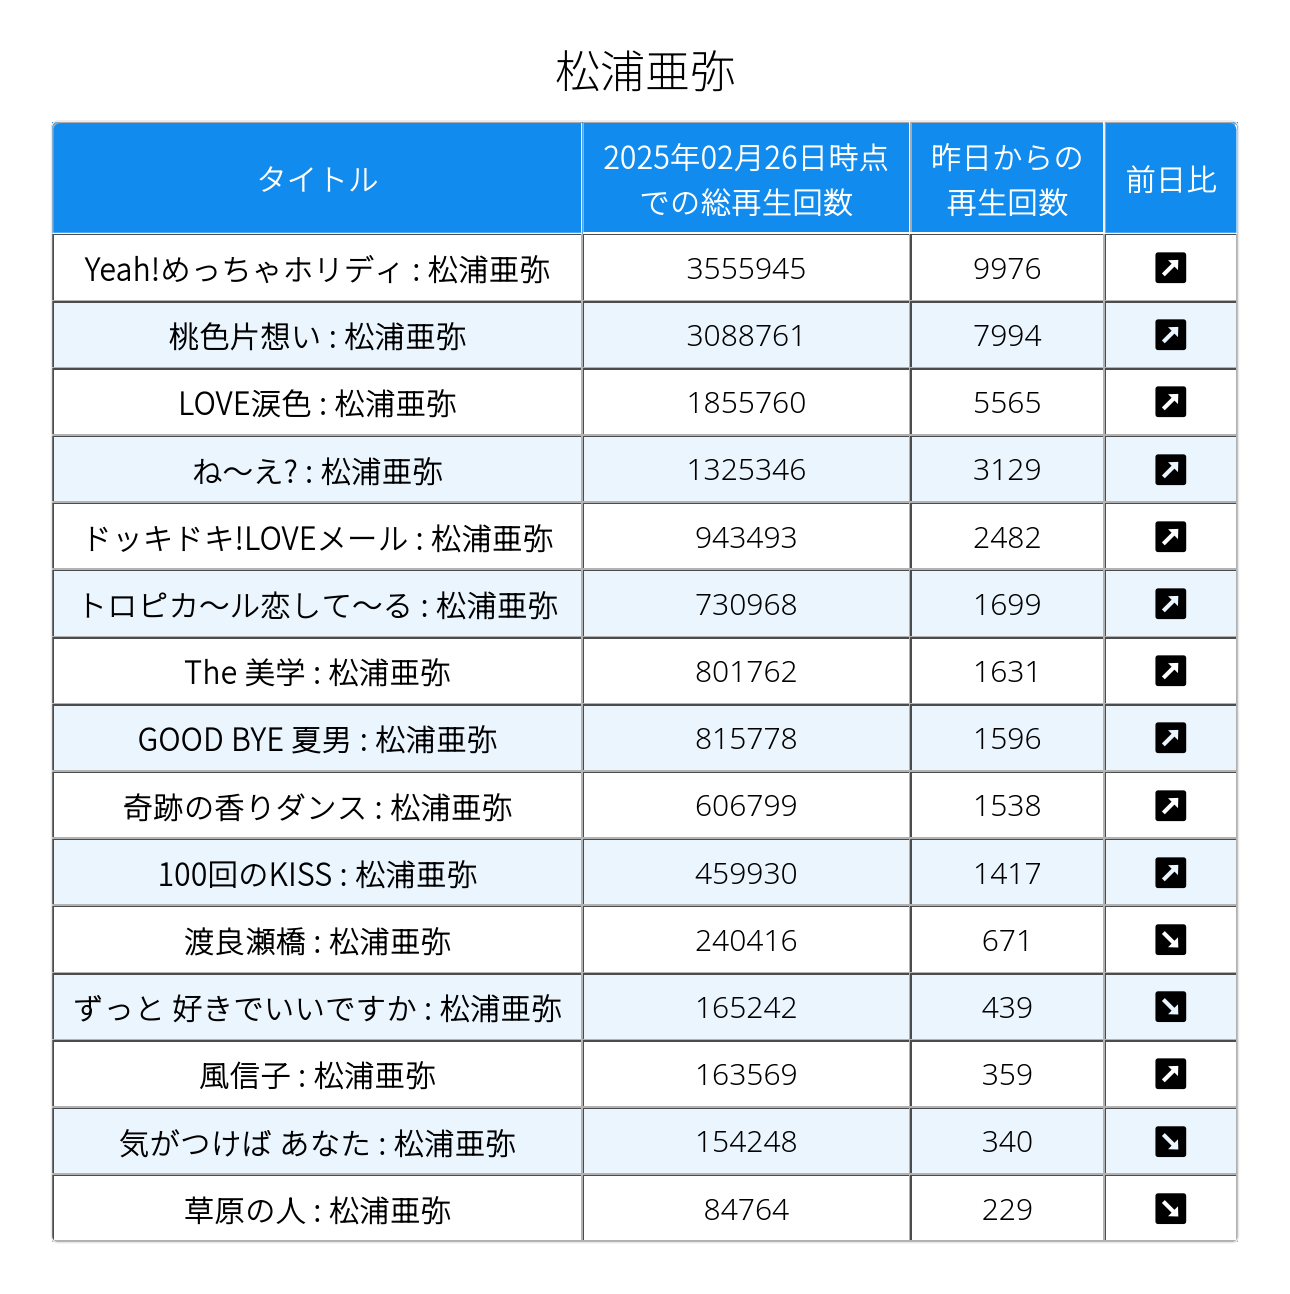 松浦亜弥
タイトル 2025年02月26日時点での総再生回数 昨日からの再生回数 前日比
Yeah!めっちゃホリディ : 松浦亜弥 3555945 9976
桃色片想い : 松浦亜弥 3088761 7994
LOVE涙色 : 松浦亜弥 1855760 5565
ね〜え? : 松浦亜弥 1325346 3129
ドッキドキ!LOVEメール : 松浦亜弥 943493 2482
トロピカ〜ル恋して〜る : 松浦亜弥 730968 1699
The 美学 : 松浦亜弥 801762 1631
GOOD BYE 夏男 : 松浦亜弥 815778 1596
奇跡の香りダンス : 松浦亜弥 606799 1538
100回のKISS : 松浦亜弥 459930 1417
渡良瀬橋 : 松浦亜弥 240416 671
ずっと 好きでいいですか : 松浦亜弥 165242 439
風信子 : 松浦亜弥 163569 359
気がつけば あなた : 松浦亜弥 154248 340
草原の人 : 松浦亜弥 84764 229